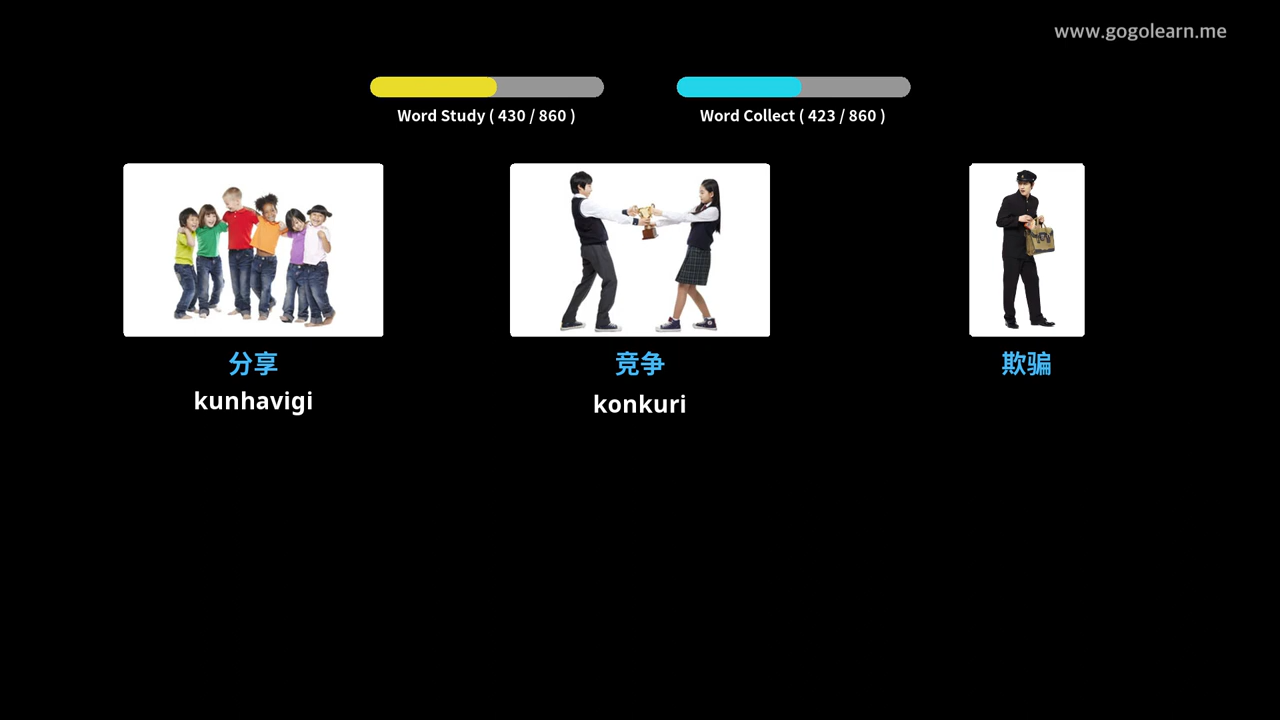 www.gogolearn.me
Word Study ( 430 / 860 )
Word Collect ( 423 / 860 )
分享
竞争
欺骗
kunhavigi
konkuri